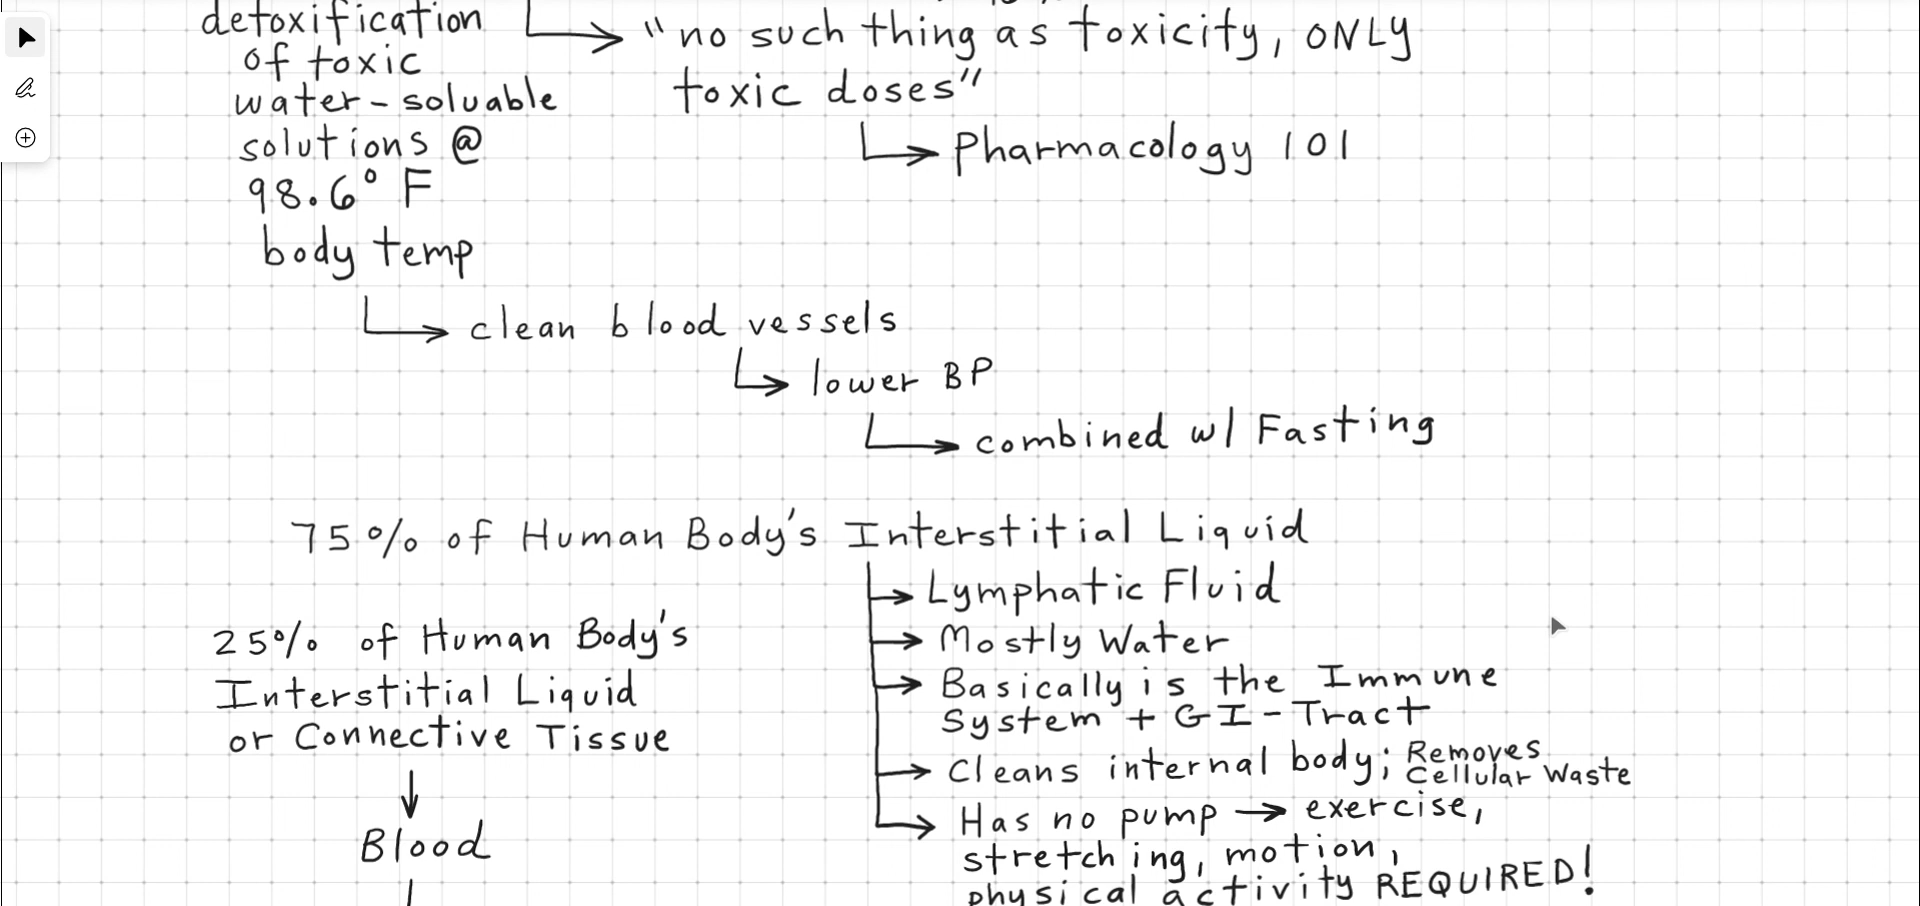 detoxification
of toxic
water-soluable
solutions @
98.6° F
body temp
"no such thing as toxicity, ONLY
toxic doses"
Pharmacology 101
clean blood vessels
lower BP
combined w/ Fasting
75% of Human Body's Interstitial Liquid
Lymphatic Fluid
Mostly Water
Basically is the Immune
System + GI-Tract
Cleans internal body; Removes
Cellular Waste
Has no pump → exercise,
stretching, motion,
physical activity REQUIRED!
25% of Human Body's
Interstitial Liquid
or Connective Tissue
Blood